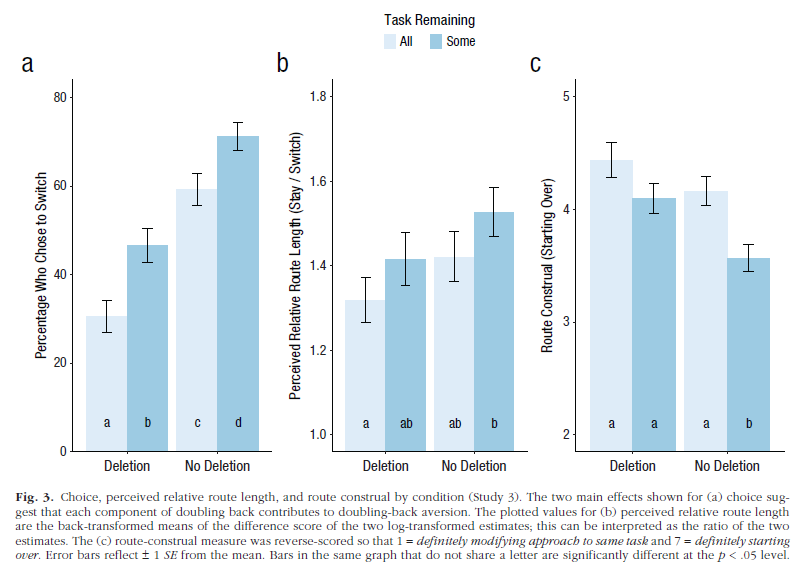 Task Remaining
All Some
a
Percentage Who Chose to Switch
80
60
40
20
0
a b c d
Deletion No Deletion
b
Perceived Relative Route Length (Stay / Switch)
1.8
1.6
1.4
1.2
1.0
a ab ab b
Deletion No Deletion
c
Route Construal (Starting Over)
5
4
3
2
a a a b
Deletion No Deletion
Fig. 3. Choice, perceived relative route length, and route construal by condition (Study 3). The two main effects shown for (a) choice sug-
gest that each component of doubling back contributes to doubling-back aversion. The plotted values for (b) perceived relative route length
are the back-transformed means of the difference score of the two log-transformed estimates; this can be interpreted as the ratio of the two
estimates. The (c) route-construal measure was reverse-scored so that 1 = definitely modifying approach to same task and 7 = definitely starting
over. Error bars reflect ± 1 SE from the mean. Bars in the same graph that do not share a letter are significantly different at the p < .05 level.